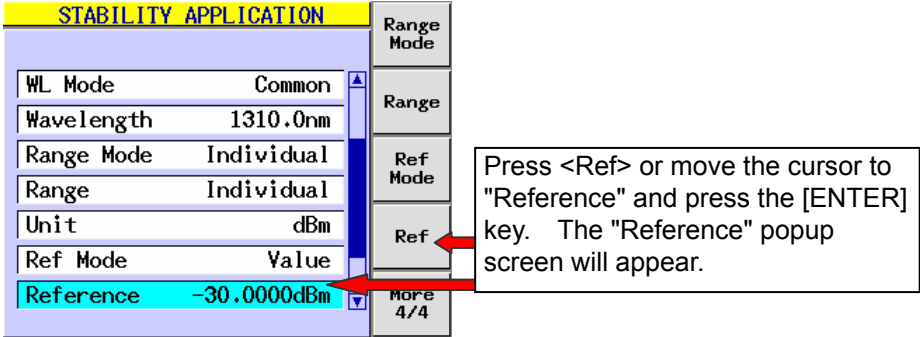 STABILITY APPLICATION
WL Mode Common
Wavelength 1310.0nm
Range Mode Individual
Range Individual
Unit dBm
Ref Mode Value
Reference -30.0000dBm
Range
Mode
Range
Ref
Mode
Ref
More
4/4
Press <Ref> or move the cursor to
"Reference" and press the [ENTER]
key. The "Reference" popup
screen will appear.